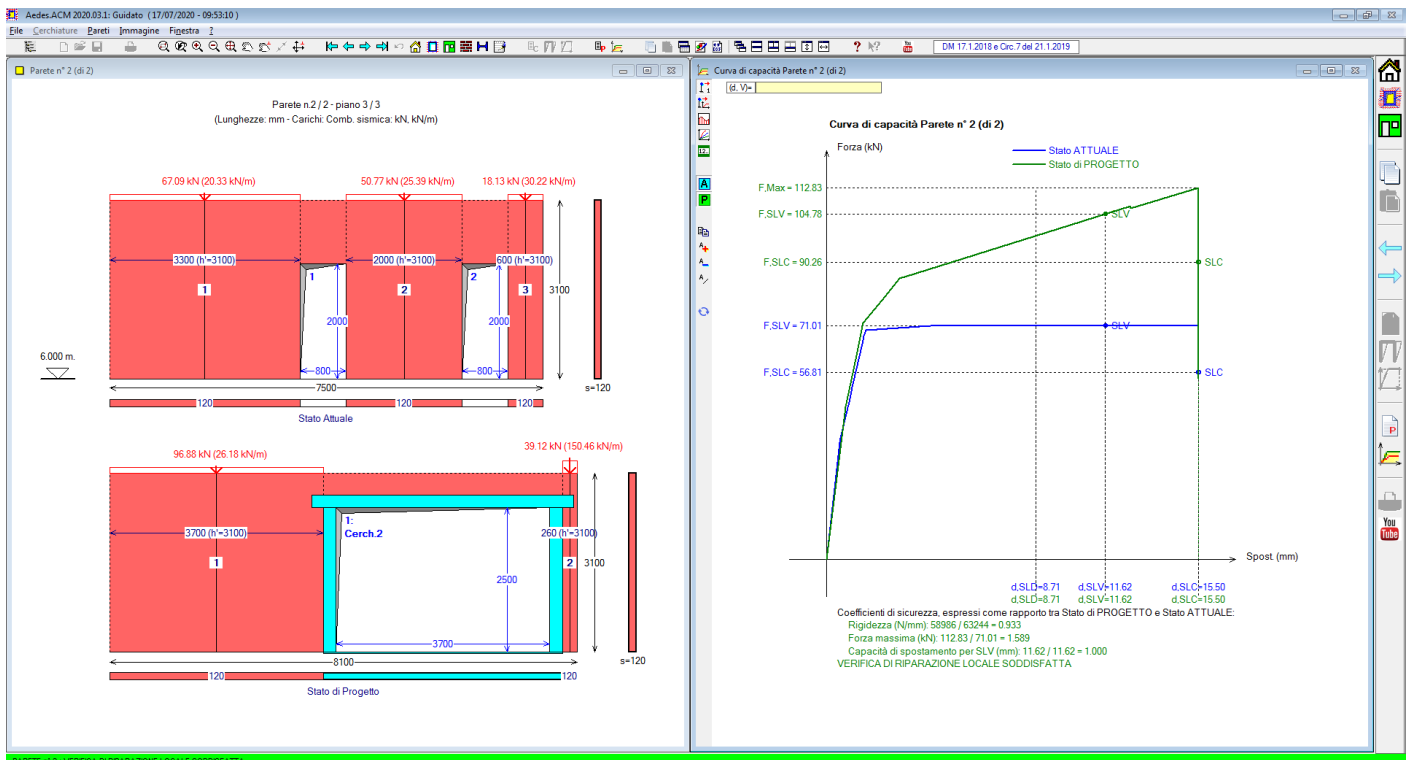 Aedes.ACM 2020.03.1: Guidato ( 17/07/2020 - 09:53:10 )
File Cerchiature Pareti Immagine Finestra ?
DM 17.1.2018 e Circ.7 del 21.1.2019
Parete n° 2 (di 2)
Parete n.2 / 2 - piano 3 / 3
(Lunghezze: mm - Carichi: Comb. sismica: kN, kN/m)
67.09 kN (20.33 kN/m) 50.77 kN (25.39 kN/m) 18.13 kN (30.22 kN/m)
3300 (h'=3100) 2000 (h'=3100) 600 (h'=3100)
1 2
1 2 3 3100
2000 2000
6.000 m.
800 800
7500
s=120
120 120 120
Stato Attuale
96.88 kN (26.18 kN/m) 39.12 kN (150.46 kN/m)
1:
Cerch.2
3700 (h'=3100) 260 (h'=3100)
1 2 3100
2500
3700
8100
s=120
120 120
Stato di Progetto
Curva di capacità Parete n° 2 (di 2)
(d, V)=
Curva di capacità Parete n° 2 (di 2)
Forza (kN)
Stato ATTUALE
Stato di PROGETTO
F,Max = 112.83
F,SLV = 104.78 SLV
F,SLC = 90.26 SLC
F,SLV = 71.01 SLV
F,SLC = 56.81 SLC
Spost. (mm)
d,SLD=8.71 d,SLV=11.62 d,SLC=15.50
d,SLD=8.71 d,SLV=11.62 d,SLC=15.50
Coefficienti di sicurezza, espressi come rapporto tra Stato di PROGETTO e Stato ATTUALE:
Rigidezza (N/mm): 58986 / 63244 = 0.933
Forza massima (kN): 112.83 / 71.01 = 1.589
Capacità di spostamento per SLV (mm): 11.62 / 11.62 = 1.000
VERIFICA DI RIPARAZIONE LOCALE SODDISFATTA
A
P
P
You
Tube